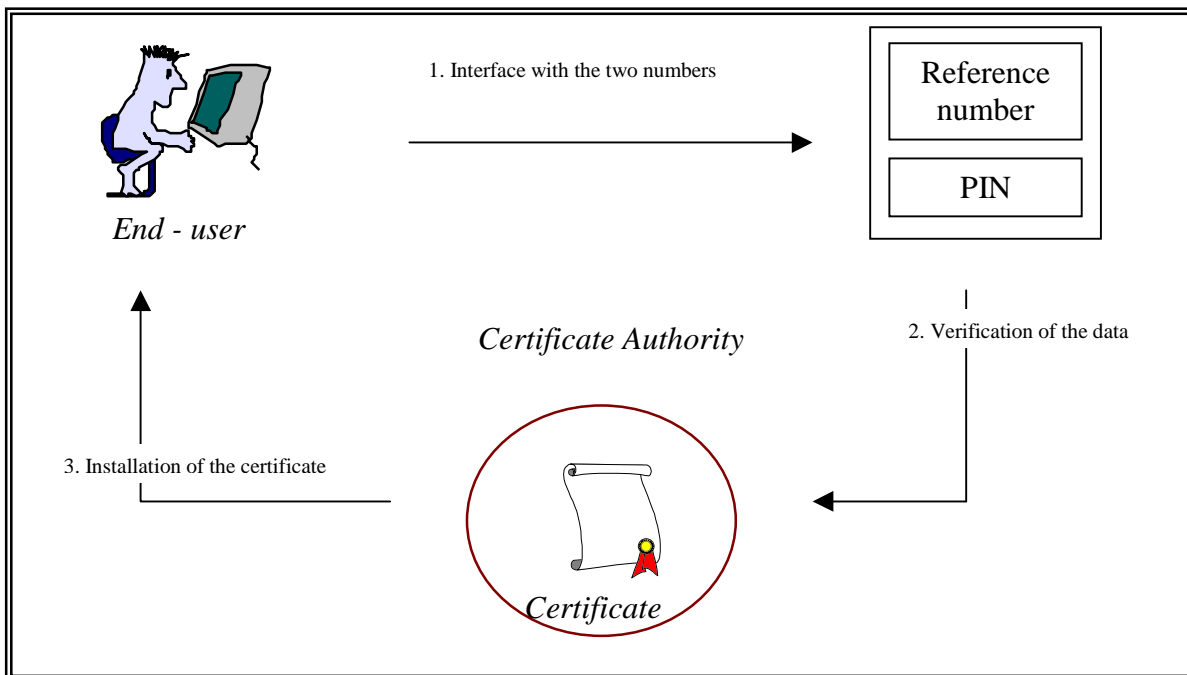 1. Interface with the two numbers
Reference
number
PIN
End - user
Certificate Authority
2. Verification of the data
3. Installation of the certificate
Certificate